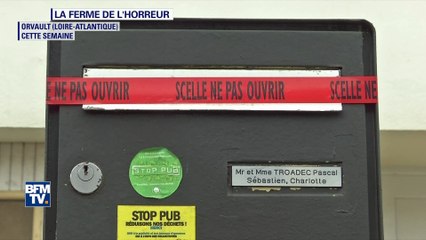 LA FERME DE L'HORREUR
ORVAULT (LOIRE-ATLANTIQUE)
CETTE SEMAINE
NE PAS OUVRIR SCELLE NE PAS OUVRIR SCELLE N
STOP PUB
Mr et Mme TROADEC Pascal
Sébastien, Charlotte
STOP PUB
RÉDUISONS NOS DÉCHETS !
BFM
TV.